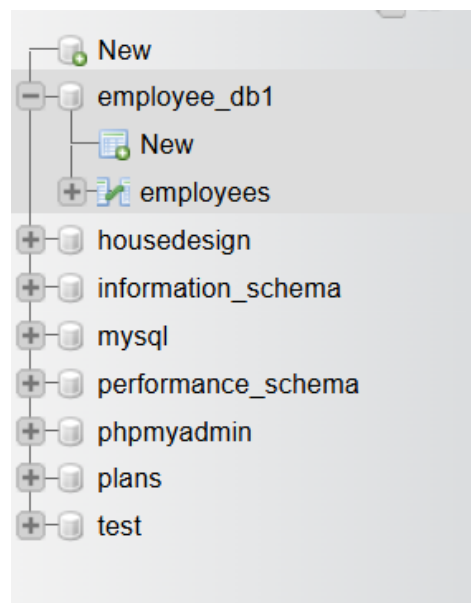 New
employee_db1
New
employees
housedesign
information_schema
mysql
performance_schema
phpmyadmin
plans
test